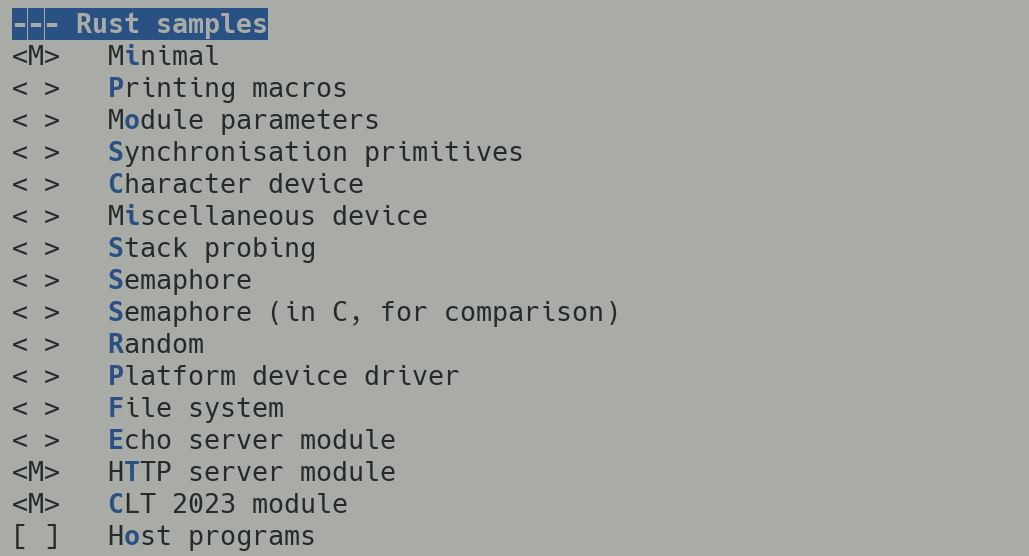 --- Rust samples
<M>   Minimal
< >   Printing macros
< >   Module parameters
< >   Synchronisation primitives
< >   Character device
< >   Miscellaneous device
< >   Stack probing
< >   Semaphore
< >   Semaphore (in C, for comparison)
< >   Random
< >   Platform device driver
< >   File system
< >   Echo server module
<M>   HTTP server module
<M>   CLT 2023 module
[ ]   Host programs